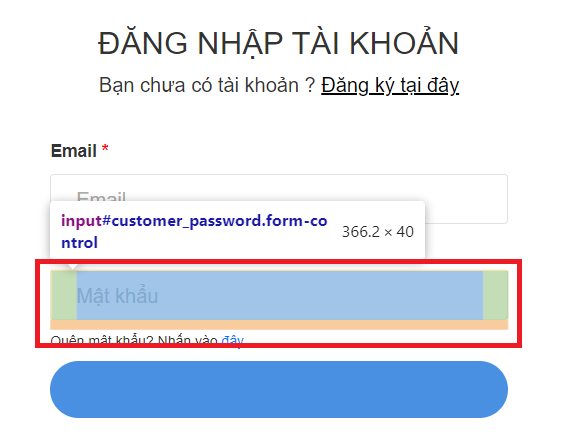 ĐĂNG NHẬP TÀI KHOẢN
Bạn chưa có tài khoản ? Đăng ký tại đây
Email *
Email
input#customer_password.form-co
ntrol
366.2 × 40
Mật khẩu
Quên mật khẩu? Nhấn vào đây